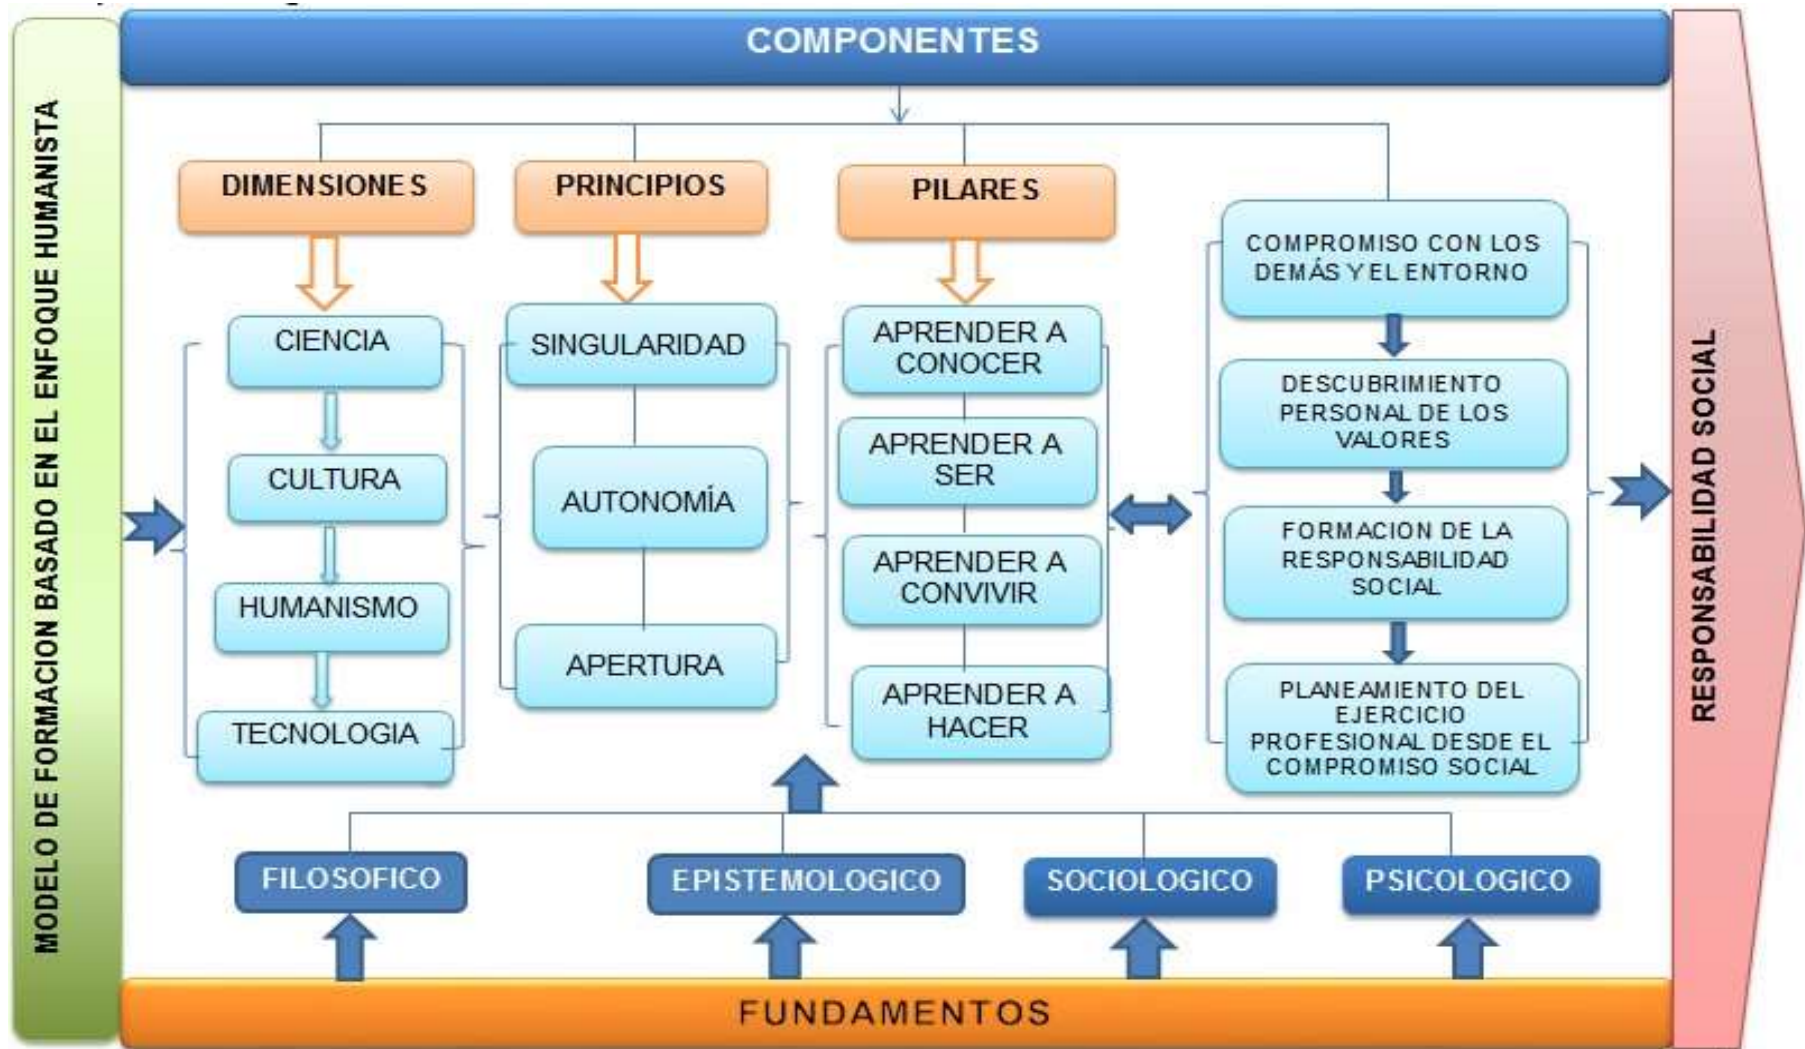 COMPONENTES
MODELO DE FORMACION BASADO EN EL ENFOQUE HUMANISTA
DIMENSIONES
CIENCIA
CULTURA
HUMANISMO
TECNOLOGIA
PRINCIPIOS
SINGULARIDAD
AUTONOMÍA
APERTURA
PILARES
APRENDER A
CONOCER
APRENDER A
SER
APRENDER A
CONVIVIR
APRENDER A
HACER
COMPROMISO CON LOS
DEMÁS Y EL ENTORNO
DESCUBRIMIENTO
PERSONAL DE LOS
VALORES
FORMACION DE LA
RESPONSABILIDAD
SOCIAL
PLANEAMIENTO DEL
EJERCICIO
PROFESIONAL DESDE EL
COMPROMISO SOCIAL
RESPONSABILIDAD SOCIAL
FILOSOFICO
EPISTEMOLOGICO
SOCIOLOGICO
PSICOLOGICO
FUNDAMENTOS